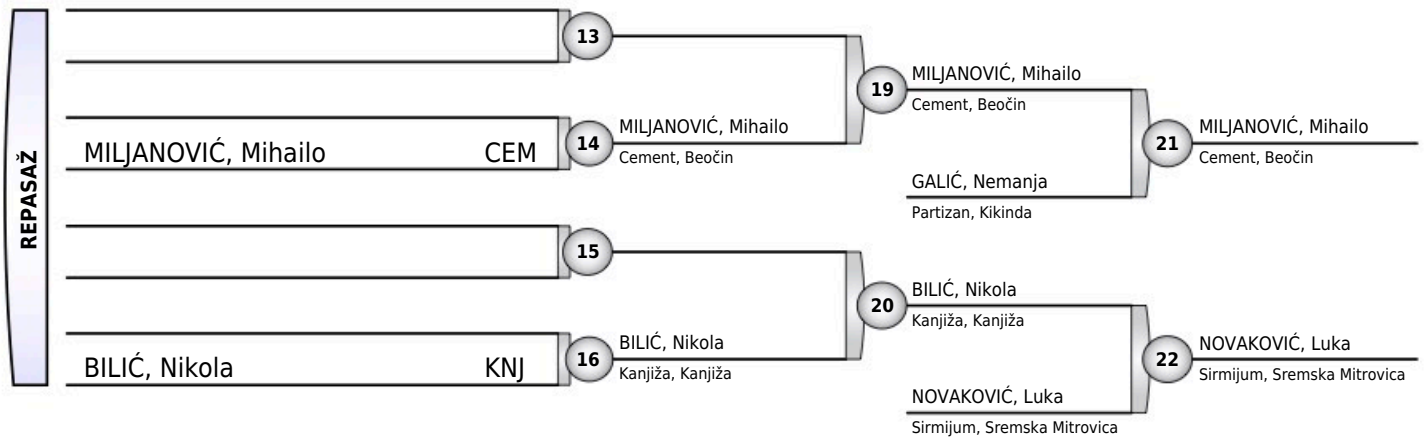 REPASAŽ
13
MILJANOVIĆ, Mihailo CEM
14
MILJANOVIĆ, Mihailo
Cement, Beočin
15
BILIĆ, Nikola KNJ
16
BILIĆ, Nikola
Kanjiža, Kanjiža
19
MILJANOVIĆ, Mihailo
Cement, Beočin
GALIĆ, Nemanja
Partizan, Kikinda
20
BILIĆ, Nikola
Kanjiža, Kanjiža
NOVAKOVIĆ, Luka
Sirmijum, Sremska Mitrovica
21
MILJANOVIĆ, Mihailo
Cement, Beočin
22
NOVAKOVIĆ, Luka
Sirmijum, Sremska Mitrovica